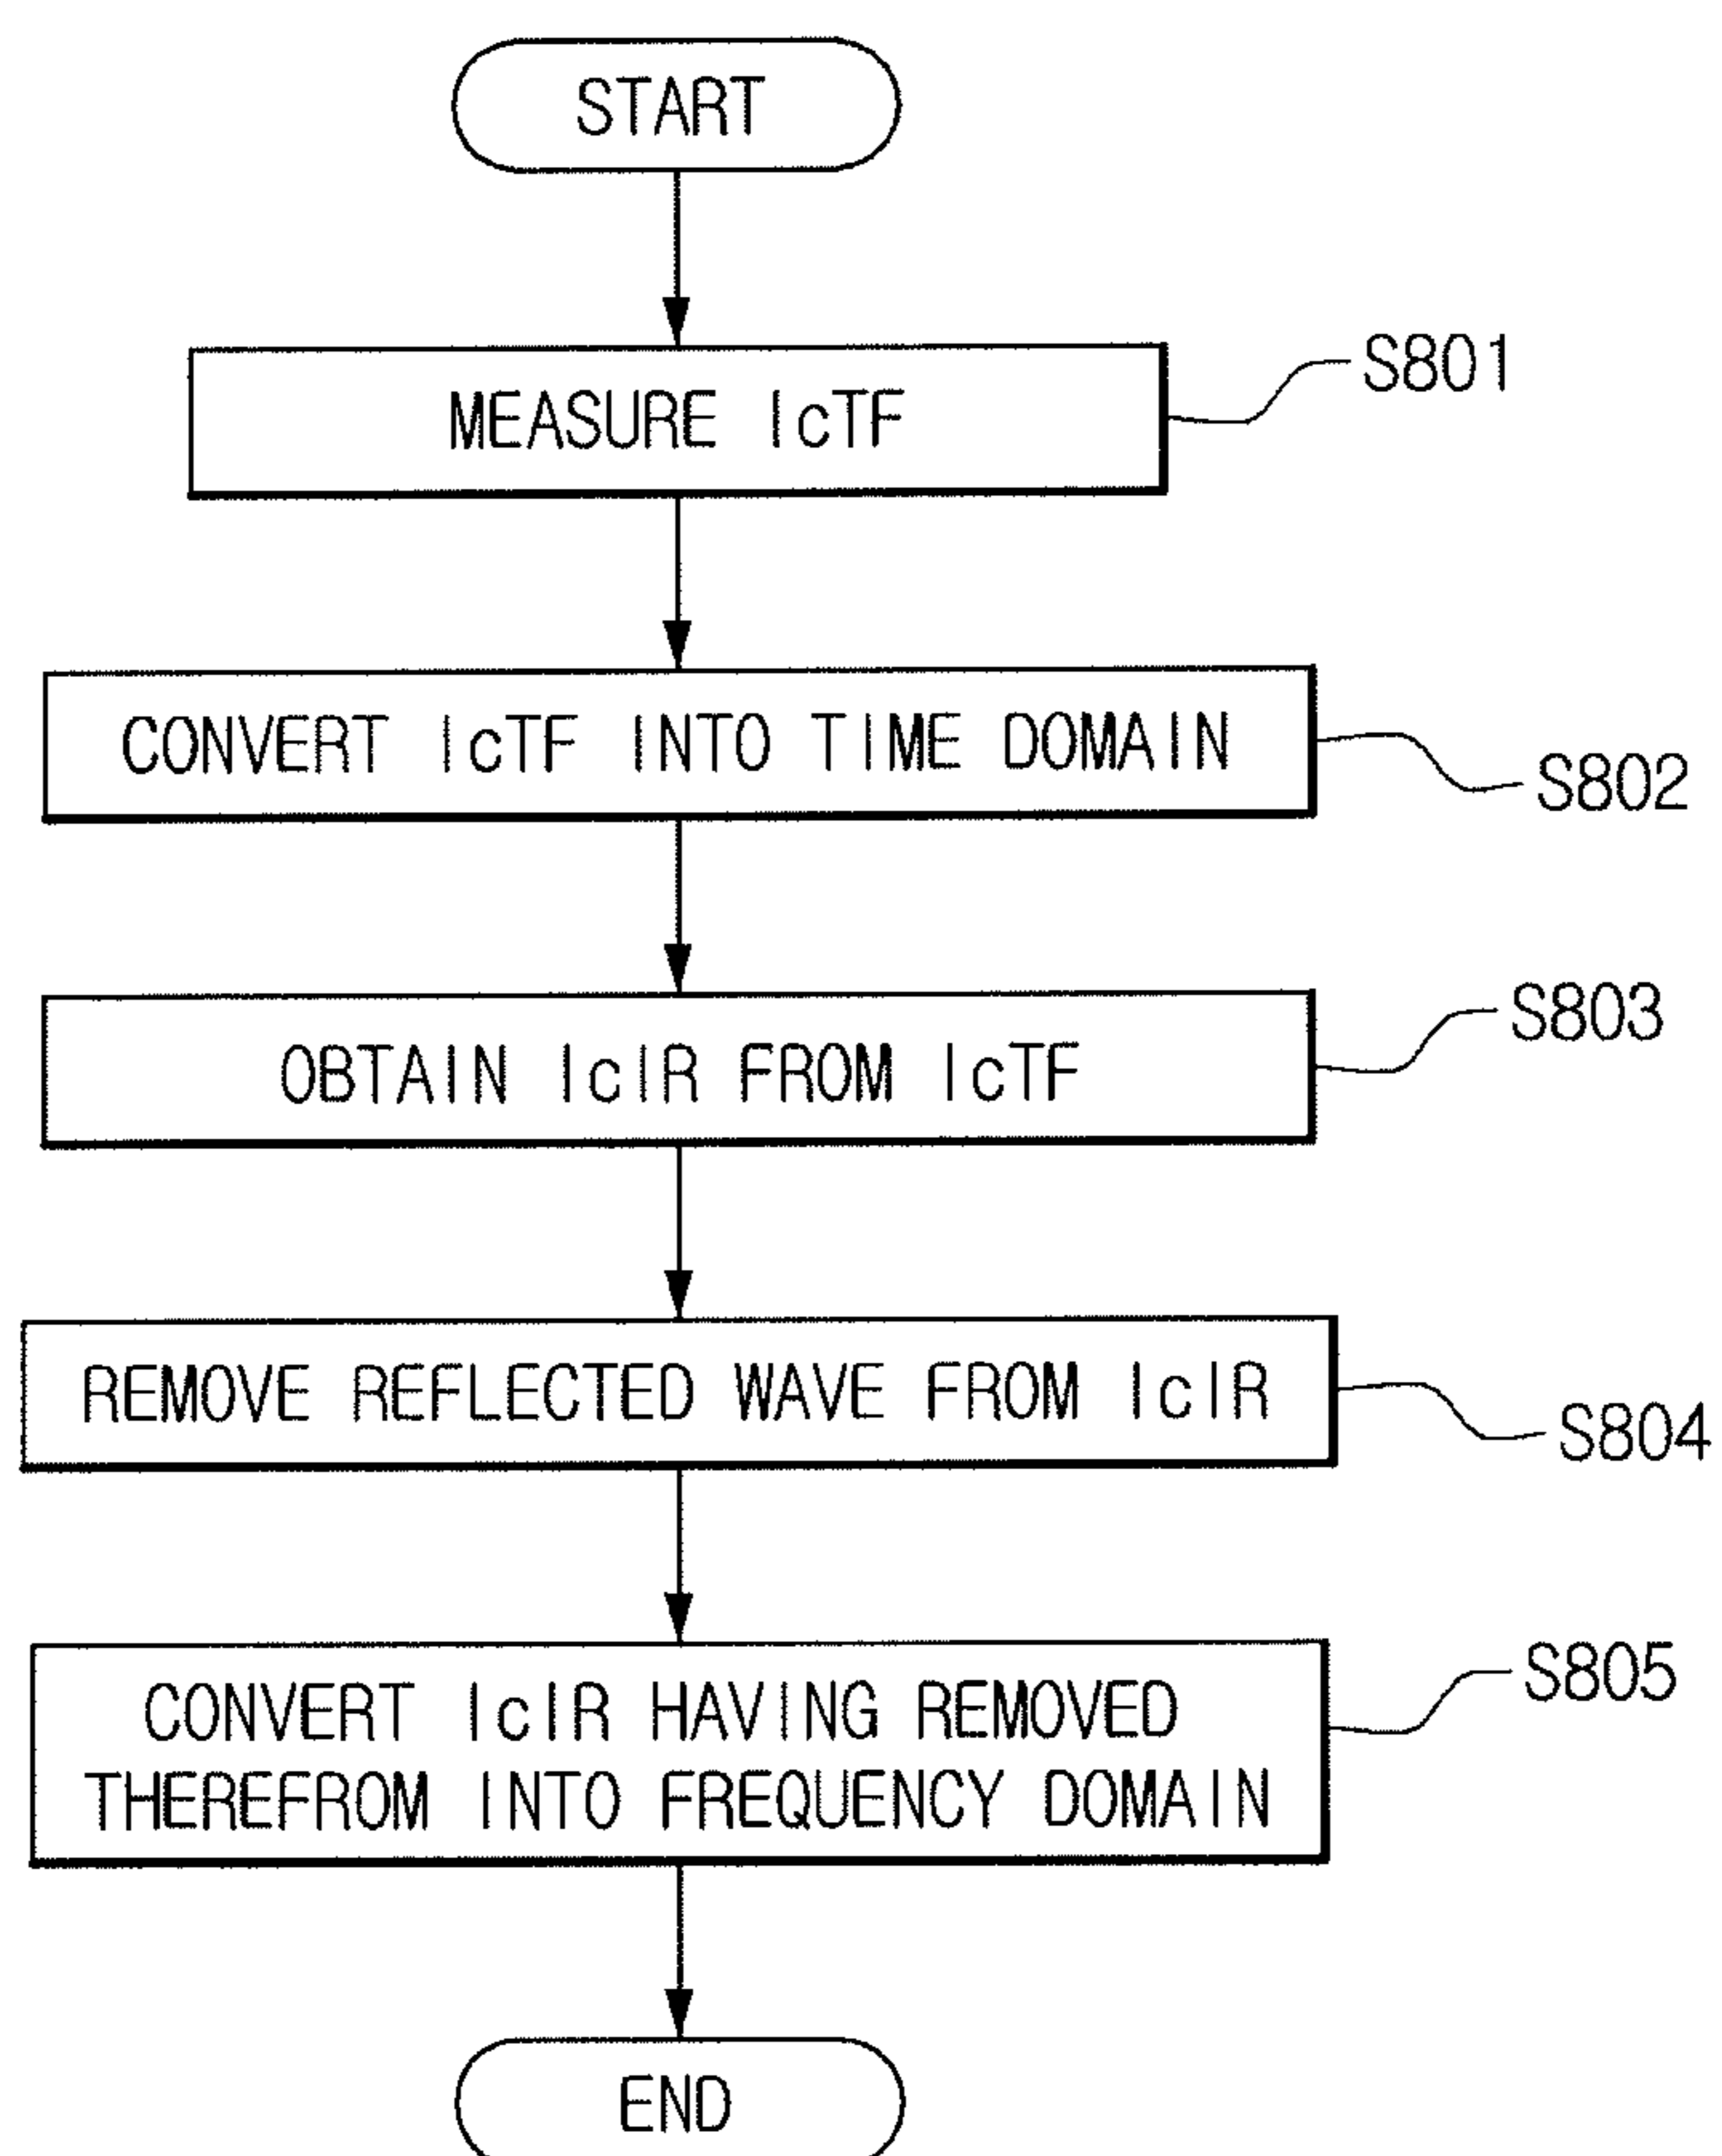 START
MEASURE IcTF
S801
CONVERT IcTF INTO TIME DOMAIN
S802
OBTAIN IcIR FROM IcTF
S803
REMOVE REFLECTED WAVE FROM IcIR
S804
CONVERT IcIR HAVING REMOVED
THEREFROM INTO FREQUENCY DOMAIN
S805
END